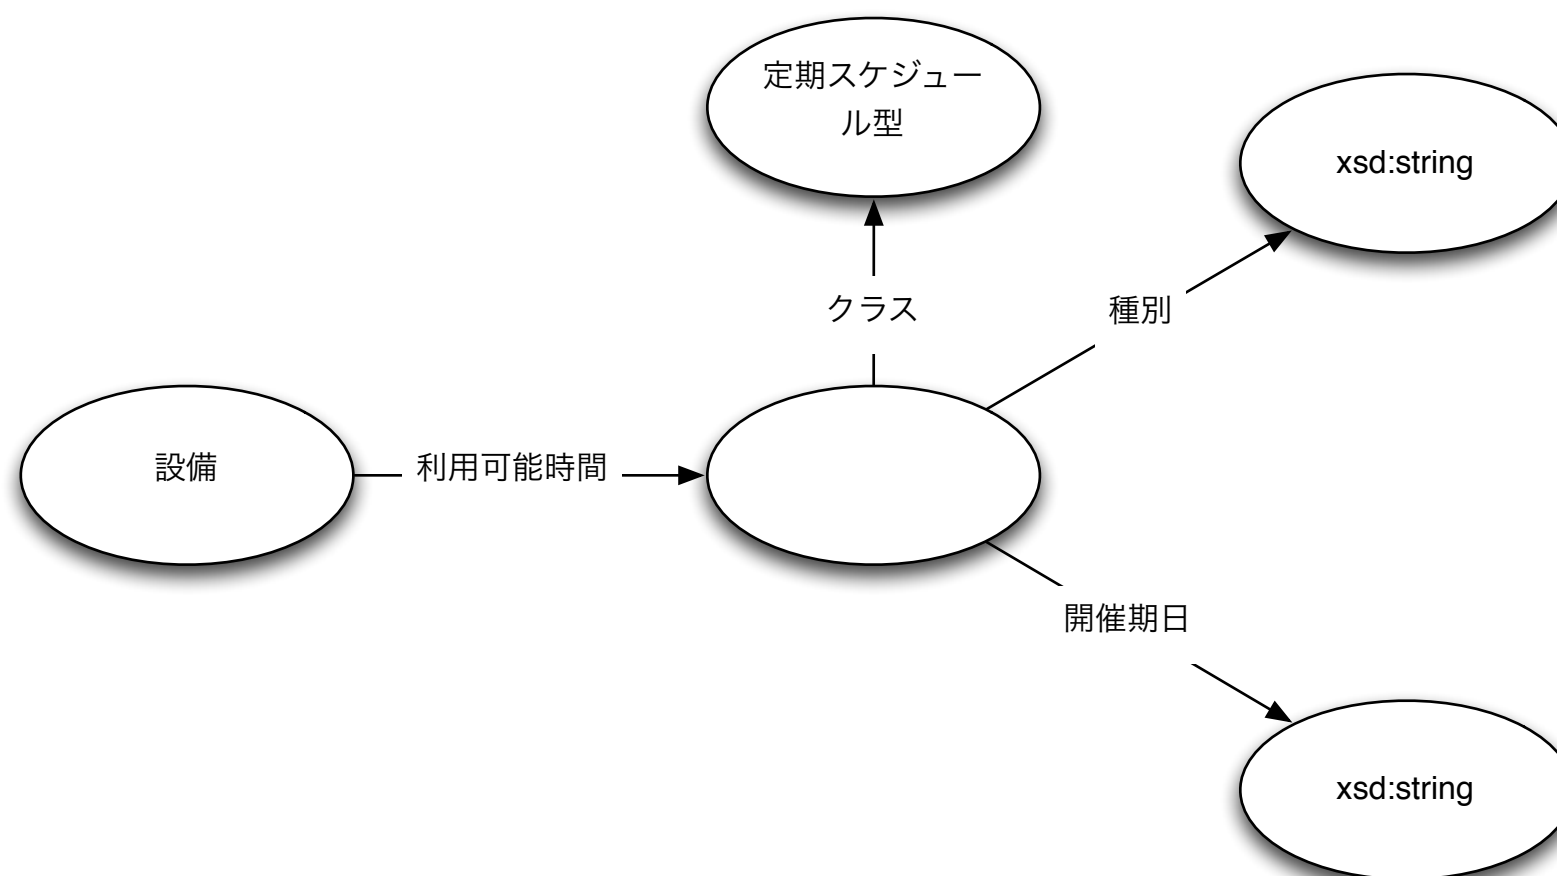 定期スケジュー
ル型
xsd:string
クラス
種別
設備
利用可能時間
開催期日
xsd:string